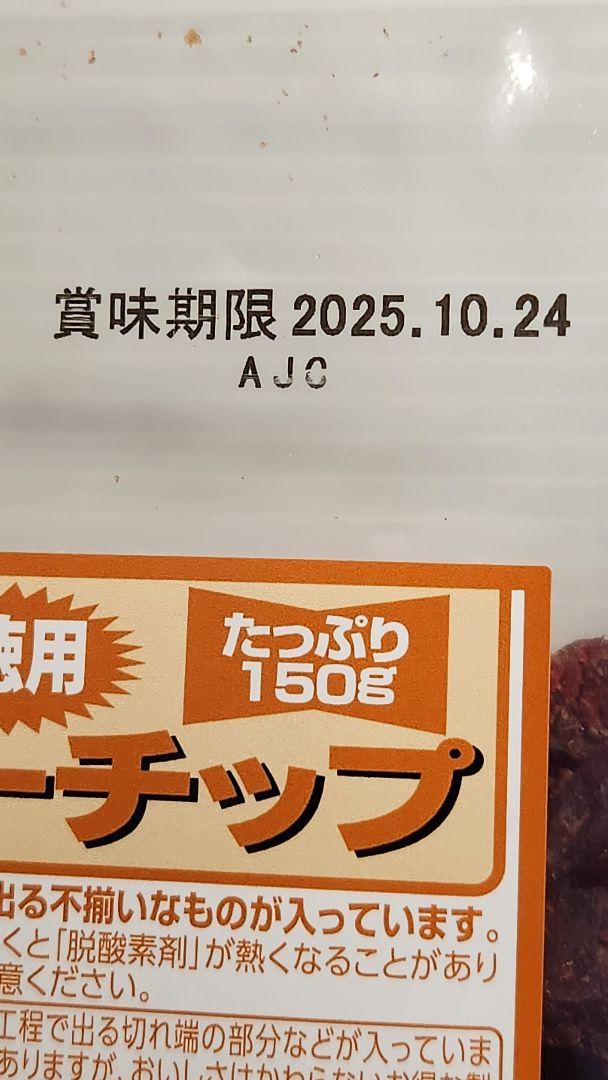 賞味期限 2025.10.24
AJC
徳用
たっぷり
150g
ーチップ
出る不揃いなものが入っています。
くと「脱酸素剤」が熱くなることがあり
意ください。
工程で出る切れ端の部分などが入っていま
ありますが、おいしさはかわらないお得な製